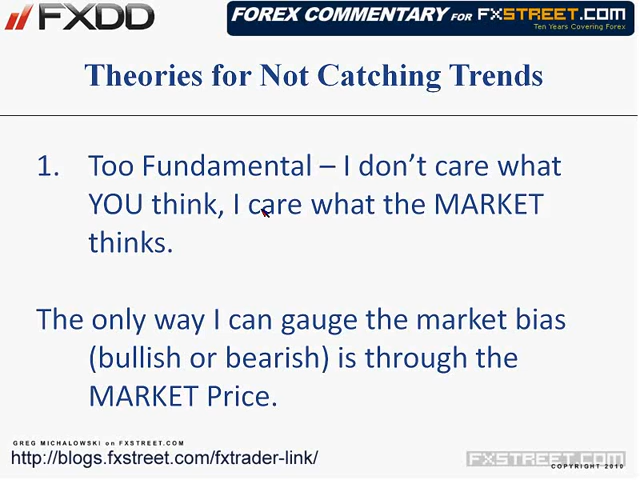 FXDD
FOREX COMMENTARY FOR FXSTREET.COM
Ten Years Covering Forex
Theories for Not Catching Trends
1. Too Fundamental – I don’t care what
YOU think, I care what the MARKET
thinks.
The only way I can gauge the market bias
(bullish or bearish) is through the
MARKET Price.
GREG MICHALOWSKI on FXSTREET.COM
http://blogs.fxstreet.com/fxtrader-link/
FXSTREET.COM
COPYRIGHT 2010